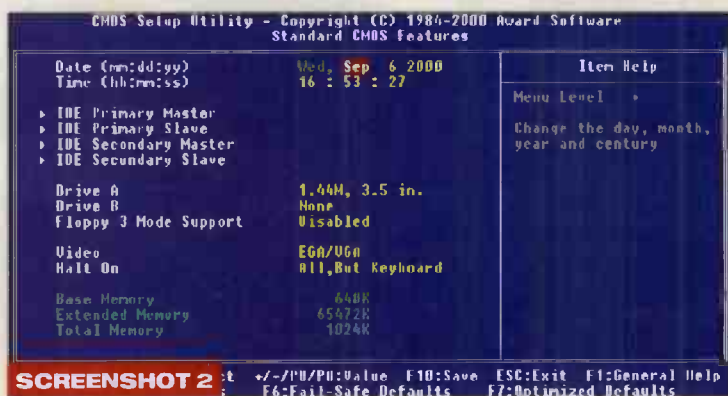 CMOS Setup Utility - Copyright (C) 1984-2000 Award Software
Standard CMOS Features
Date (mm:dd:yy) Wed, Sep 6 2000
Time (hh:mm:ss) 16 : 53 : 27
▸ IDE Primary Master
▸ IDE Primary Slave
▸ IDE Secondary Master
▸ IDE Secondary Slave
Drive A 1.44M, 3.5 in.
Drive B None
Floppy 3 Mode Support Disabled
Video EGA/VGA
Halt On All,But Keyboard
Base Memory 640K
Extended Memory 65472K
Total Memory 1024K
Item Help
Menu Level ▸
Change the day, month,
year and century
+/-/PU/PD:Value F10:Save ESC:Exit F1:General Help
F6:Fail-Safe Defaults F7:Optimized Defaults
SCREENSHOT 2